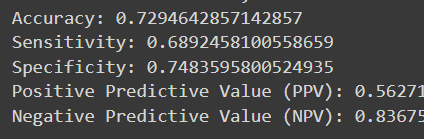 Accuracy: 0.7294642857142857
Sensitivity: 0.6892458100558659
Specificity: 0.7483595800524935
Positive Predictive Value (PPV): 0.56271
Negative Predictive Value (NPV): 0.83675